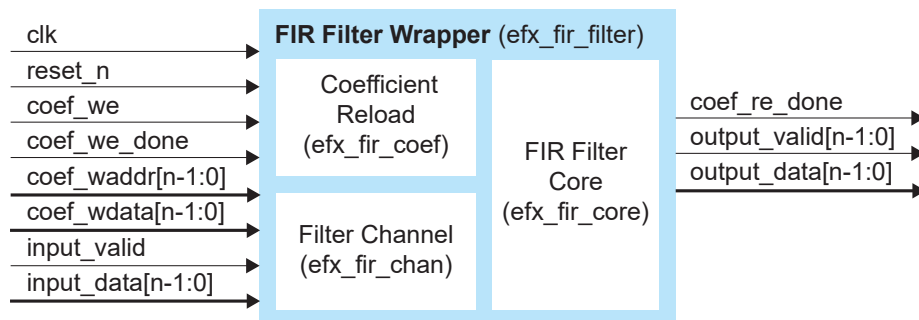 clk
reset_n
coef_we
coef_we_done
coef_waddr[n-1:0]
coef_wdata[n-1:0]
input_valid
input_data[n-1:0]
FIR Filter Wrapper (efx_fir_filter)
Coefficient
Reload
(efx_fir_coef)
Filter Channel
(efx_fir_chan)
FIR Filter
Core
(efx_fir_core)
coef_re_done
output_valid[n-1:0]
output_data[n-1:0]